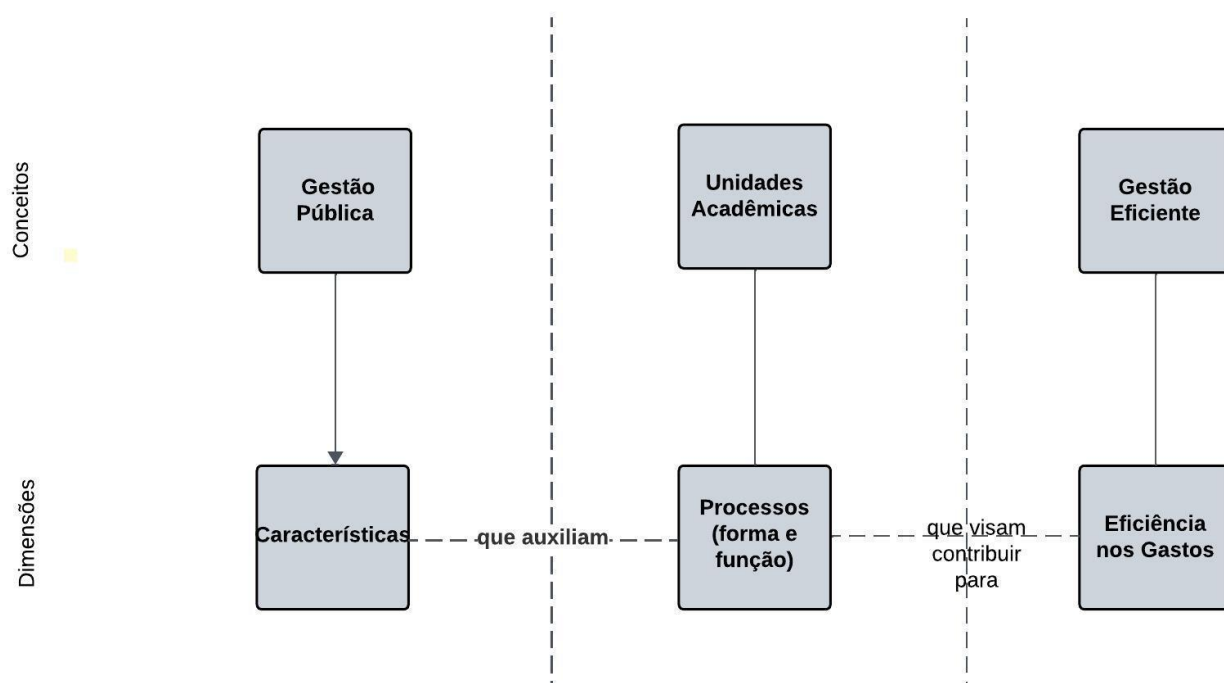 Conceitos
Gestão
Pública
Unidades
Acadêmicas
Gestão
Eficiente
Dimensões
Características
que auxiliam
Processos
(forma e
função)
que visam
contribuir
para
Eficiência
nos Gastos